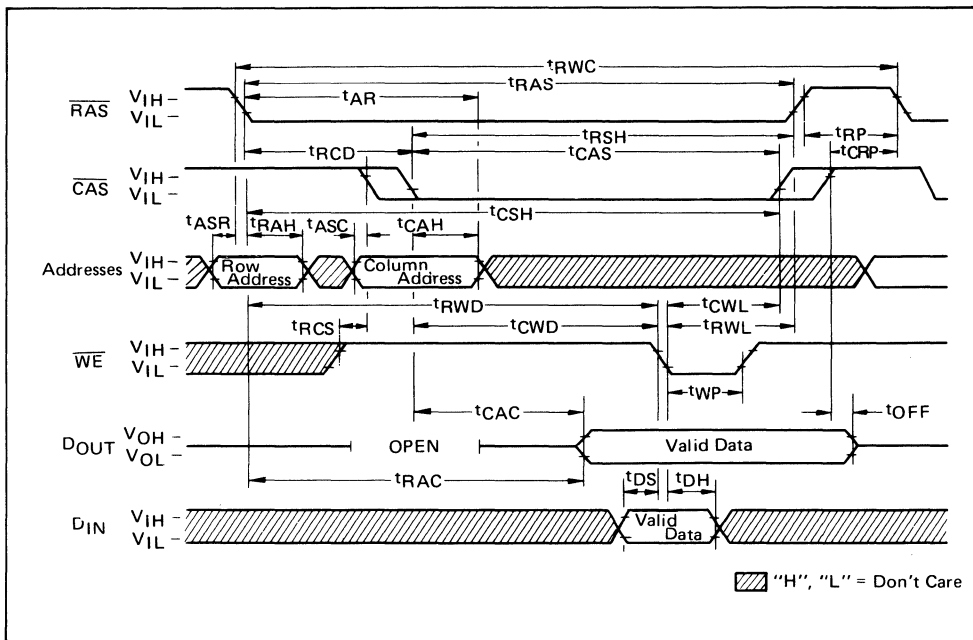 tRWC
tRAS
tAR
RAS
VIH –
VIL –
tRSH
tRP
tRCD
tCAS
tCRP
CAS
VIH –
VIL –
tCSH
tASR
tRAH
tASC
tCAH
Addresses
VIH –
VIL –
Row
Address
Column
Address
tRWD
tCWL
tRCS
tCWD
tRWL
WE
VIH –
VIL –
tWP
tCAC
tOFF
DOUT
VOH –
VOL –
OPEN
Valid Data
tRAC
tDS
tDH
DIN
VIH –
VIL –
Valid
Data
"H", "L" = Don't Care